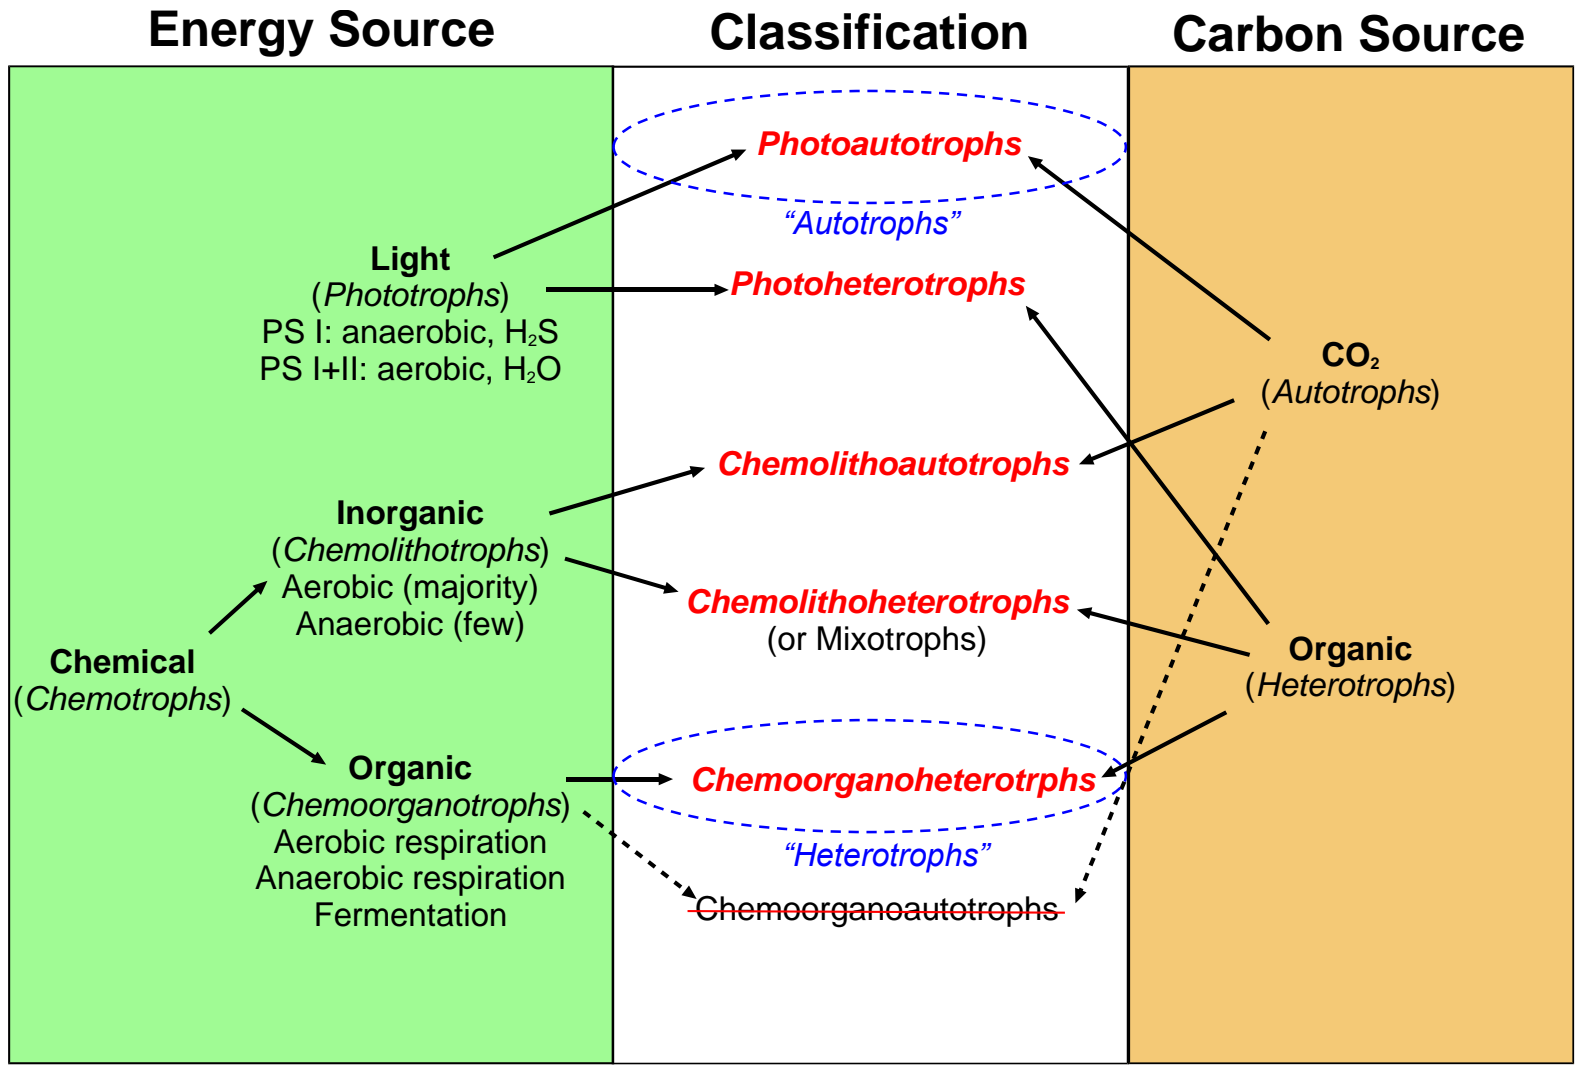 Energy Source
Classification
Carbon Source
Light
(Phototrophs)
PS I: anaerobic, H₂S
PS I+II: aerobic, H₂O
Inorganic
(Chemolithotrophs)
Aerobic (majority)
Anaerobic (few)
Chemical
(Chemotrophs)
Organic
(Chemoorganotrophs)
Aerobic respiration
Anaerobic respiration
Fermentation
Photoautotrophs
“Autotrophs”
Photoheterotrophs
Chemolithoautotrophs
Chemolithoheterotrophs
(or Mixotrophs)
Chemoorganoheterotrphs
“Heterotrophs”
Chemoorganoautotrophs
CO₂
(Autotrophs)
Organic
(Heterotrophs)